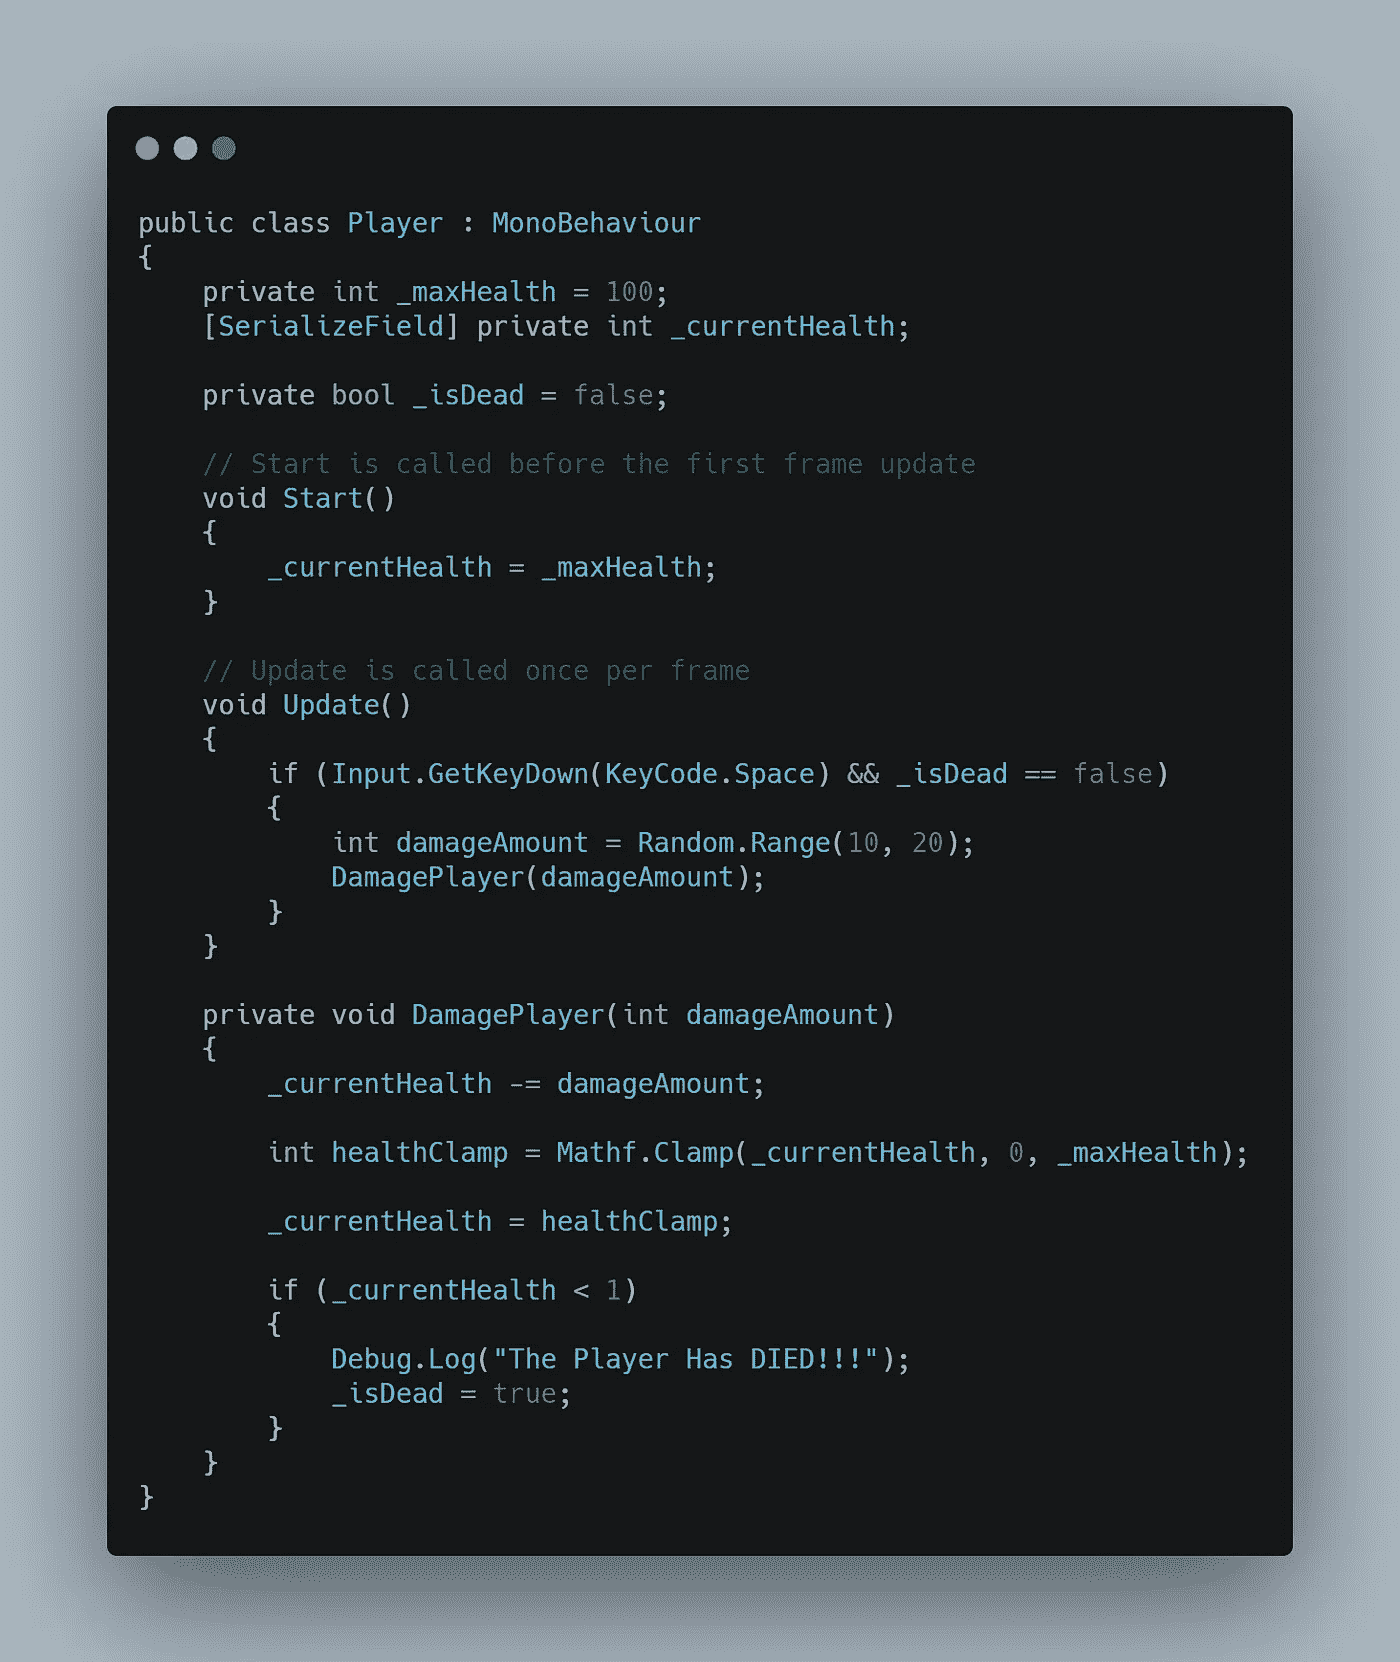 public class Player : MonoBehaviour
{
    private int _maxHealth = 100;
    [SerializeField] private int _currentHealth;

    private bool _isDead = false;

    // Start is called before the first frame update
    void Start()
    {
        _currentHealth = _maxHealth;
    }

    // Update is called once per frame
    void Update()
    {
        if (Input.GetKeyDown(KeyCode.Space) && _isDead == false)
        {
            int damageAmount = Random.Range(10, 20);
            DamagePlayer(damageAmount);
        }
    }

    private void DamagePlayer(int damageAmount)
    {
        _currentHealth -= damageAmount;

        int healthClamp = Mathf.Clamp(_currentHealth, 0, _maxHealth);

        _currentHealth = healthClamp;

        if (_currentHealth < 1)
        {
            Debug.Log("The Player Has DIED!!!");
            _isDead = true;
        }
    }
}